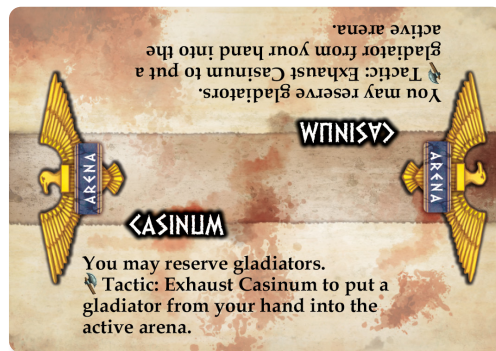 You may reserve gladiators.
Tactic: Exhaust Casinum to put a
gladiator from your hand into the
active arena.
CASINUM
ARENA
ARENA
CASINUM
You may reserve gladiators.
Tactic: Exhaust Casinum to put a
gladiator from your hand into the
active arena.